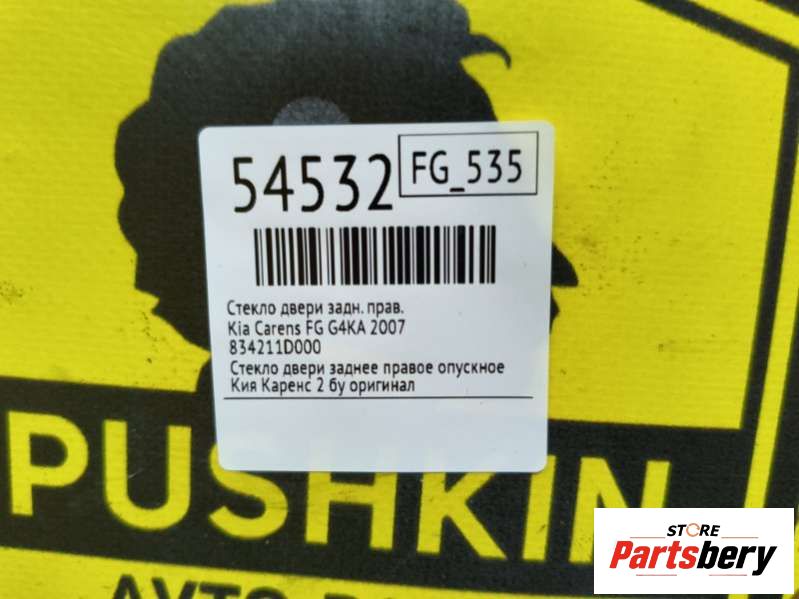 54532 FG_535
Стекло двери задн. прав.
Kia Carens FG G4KA 2007
834211D000
Стекло двери заднее правое опускное
Кия Каренс 2 бу оригинал
PUSHKIN
STORE
Partsbery